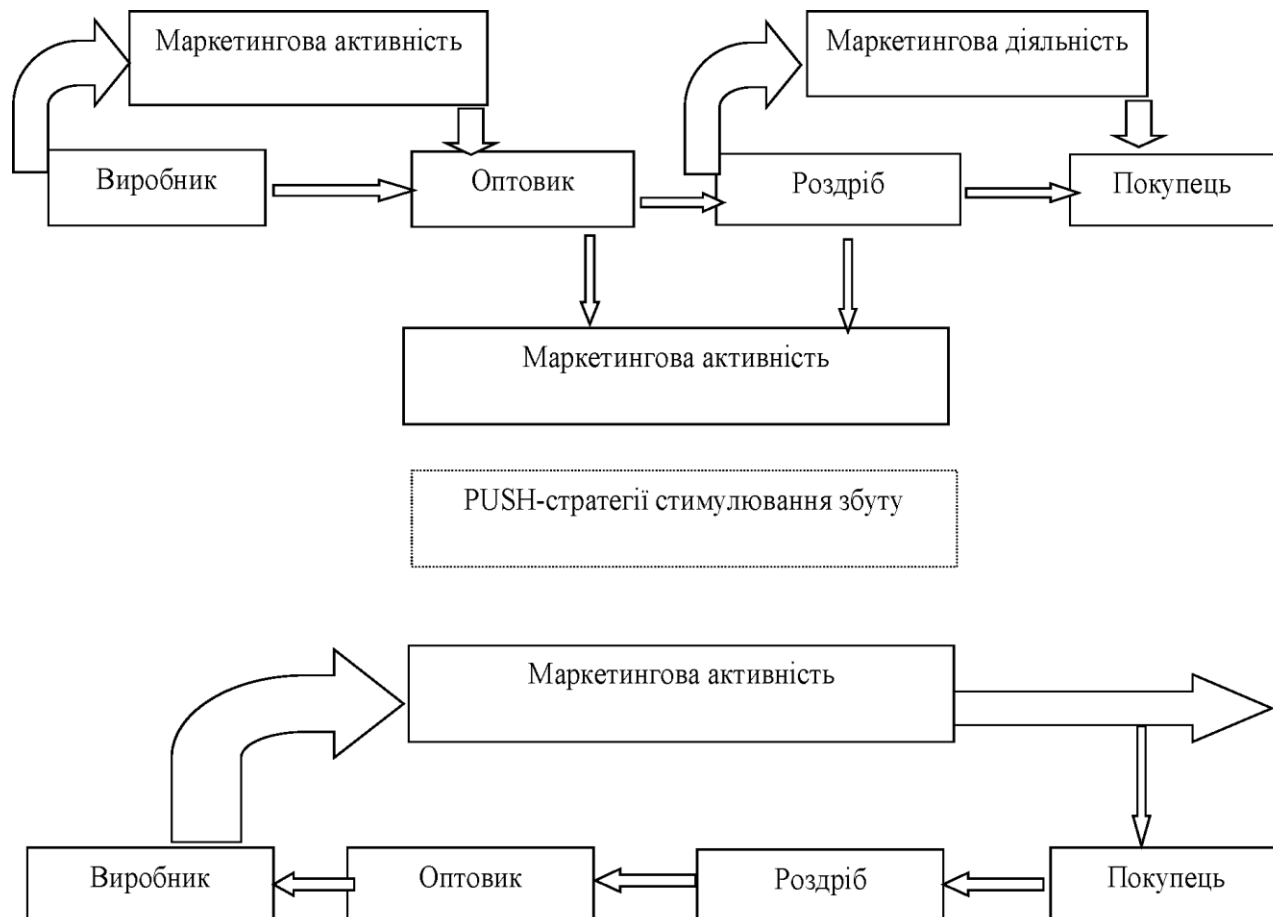 Маркетингова активність
Маркетингова діяльність
Виробник
Оптовик
Роздріб
Покупець
Маркетингова активність
PUSH-стратегії стимулювання збуту
Маркетингова активність
Виробник
Оптовик
Роздріб
Покупець